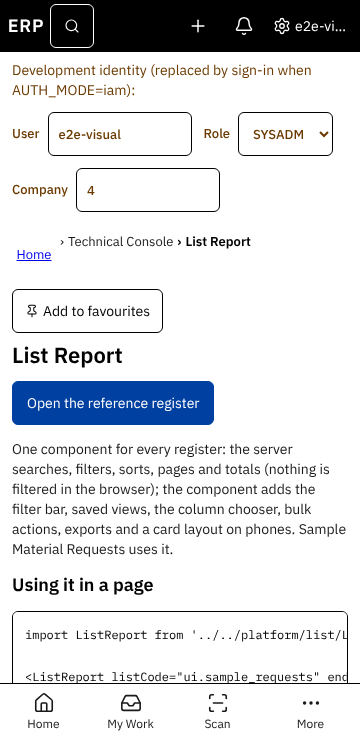 ERP
e2e-vi...
Development identity (replaced by sign-in when
AUTH_MODE=iam):
User e2e-visual Role SYSADM
Company 4
Home › Technical Console › List Report
Add to favourites
List Report
Open the reference register
One component for every register: the server
searches, filters, sorts, pages and totals (nothing is
filtered in the browser); the component adds the
filter bar, saved views, the column chooser, bulk
actions, exports and a card layout on phones. Sample
Material Requests uses it.
Using it in a page
import ListReport from '../../platform/list/L
<ListReport listCode="ui.sample_requests" end
Home My Work Scan More